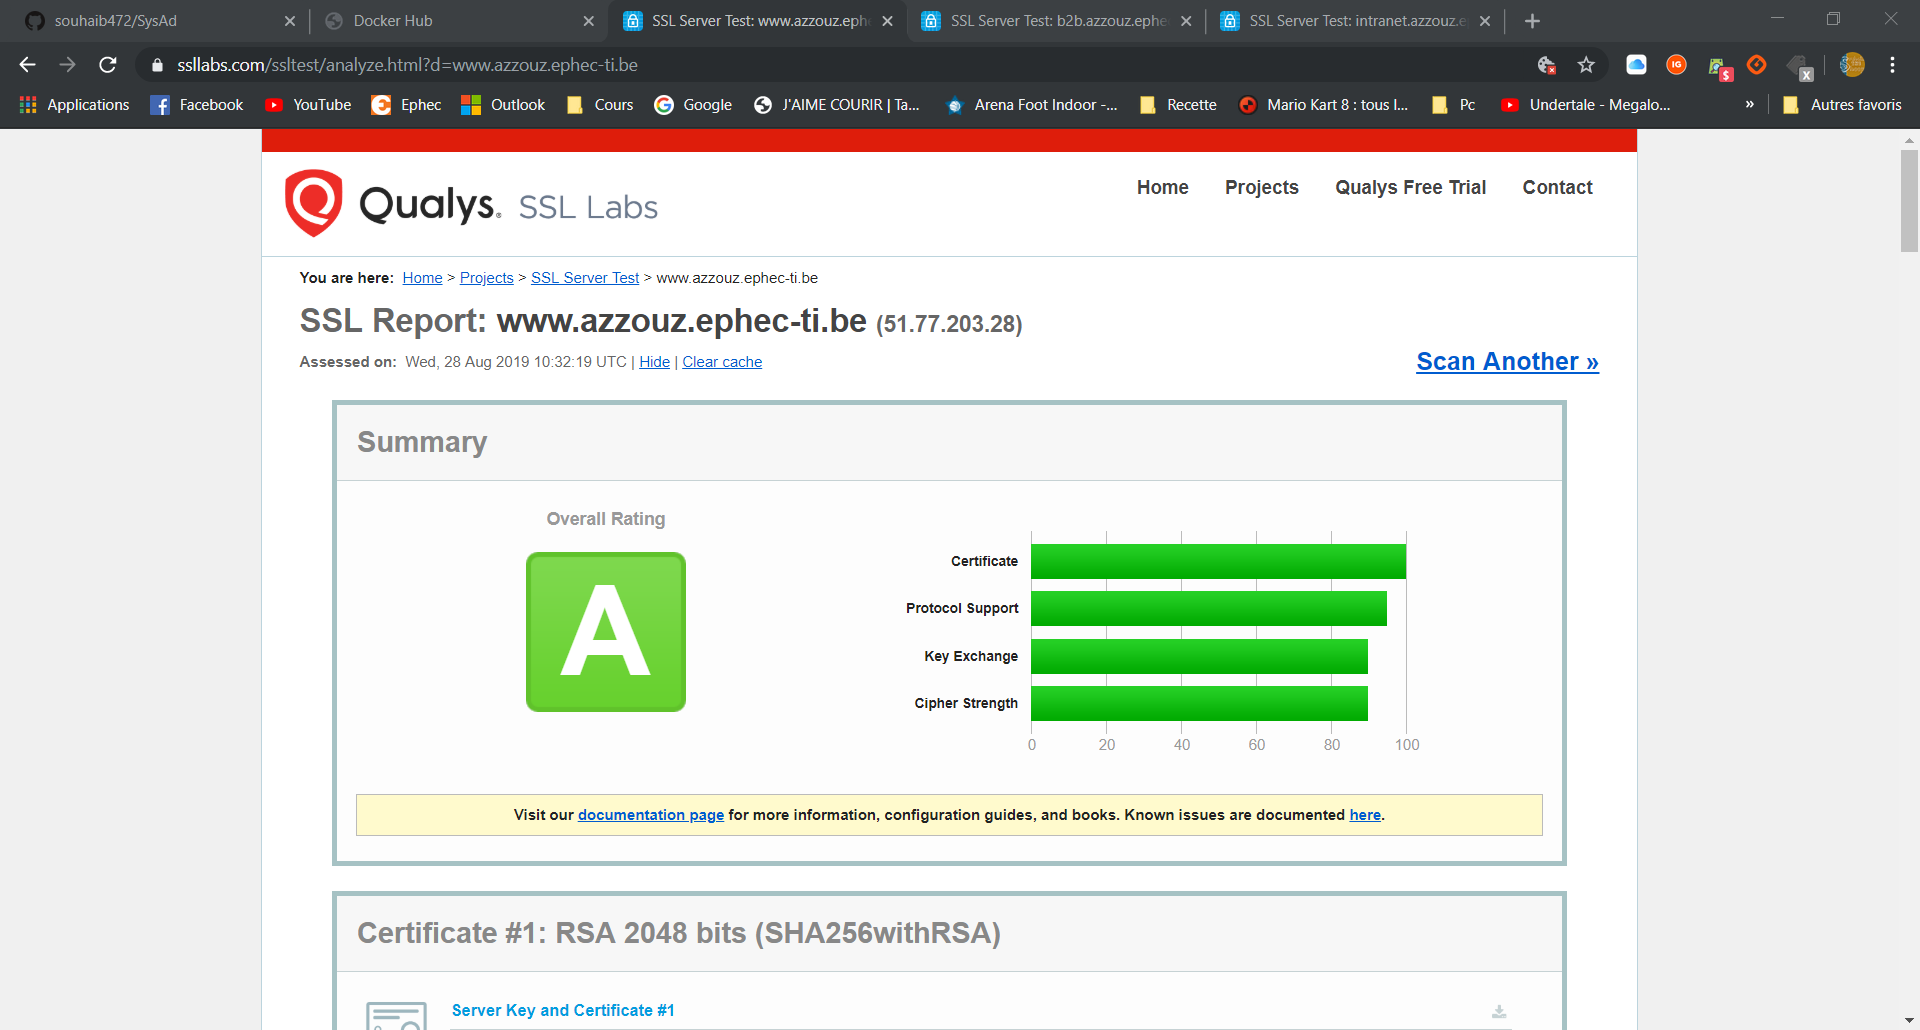 souhaib472/SysAd
Docker Hub
SSL Server Test: www.azzouz.ephe
SSL Server Test: b2b.azzouz.ephe
SSL Server Test: intranet.azzouz.e
ssllabs.com/ssltest/analyze.html?d=www.azzouz.ephec-ti.be
IG
$
x
Applications
Facebook
YouTube
Ephec
Outlook
Cours
Google
J'AIME COURIR | Ta...
Arena Foot Indoor -...
Recette
Mario Kart 8 : tous l...
Pc
Undertale - Megalo...
»
Autres favoris
Qualys. SSL Labs
Home Projects Qualys Free Trial Contact
You are here: Home > Projects > SSL Server Test > www.azzouz.ephec-ti.be
SSL Report: www.azzouz.ephec-ti.be (51.77.203.28)
Assessed on: Wed, 28 Aug 2019 10:32:19 UTC | Hide | Clear cache
Scan Another »
Summary
Overall Rating
A
Certificate
Protocol Support
Key Exchange
Cipher Strength
0 20 40 60 80 100
Visit our documentation page for more information, configuration guides, and books. Known issues are documented here.
Certificate #1: RSA 2048 bits (SHA256withRSA)
Server Key and Certificate #1